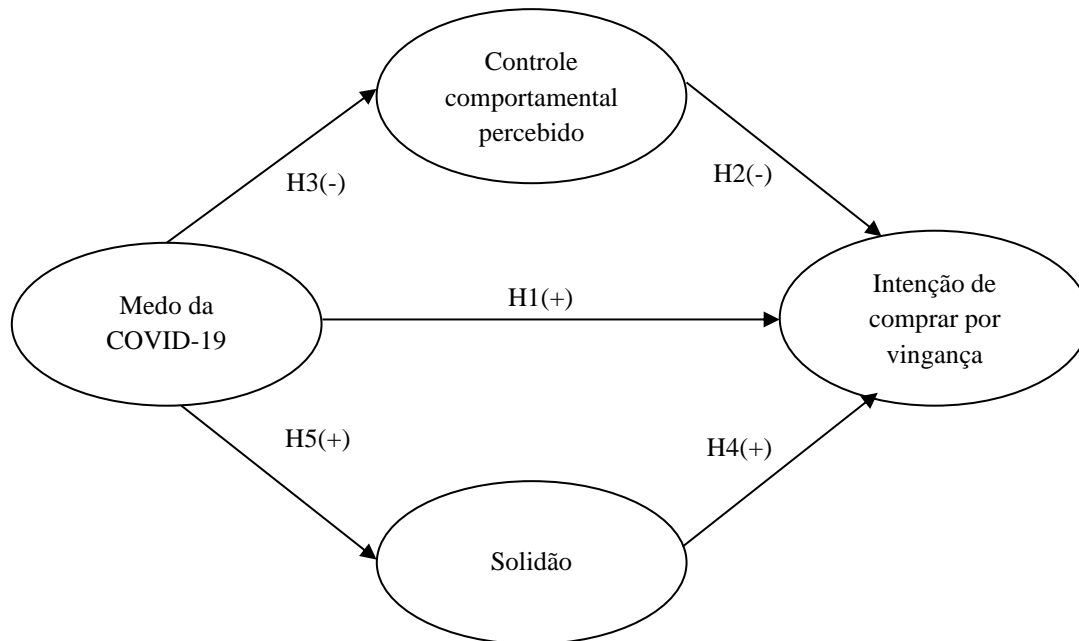 Controle
comportamental
percebido
H3(-)
H2(-)
Medo da
COVID-19
H1(+)
Intenção de
comprar por
vingança
H5(+)
H4(+)
Solidão